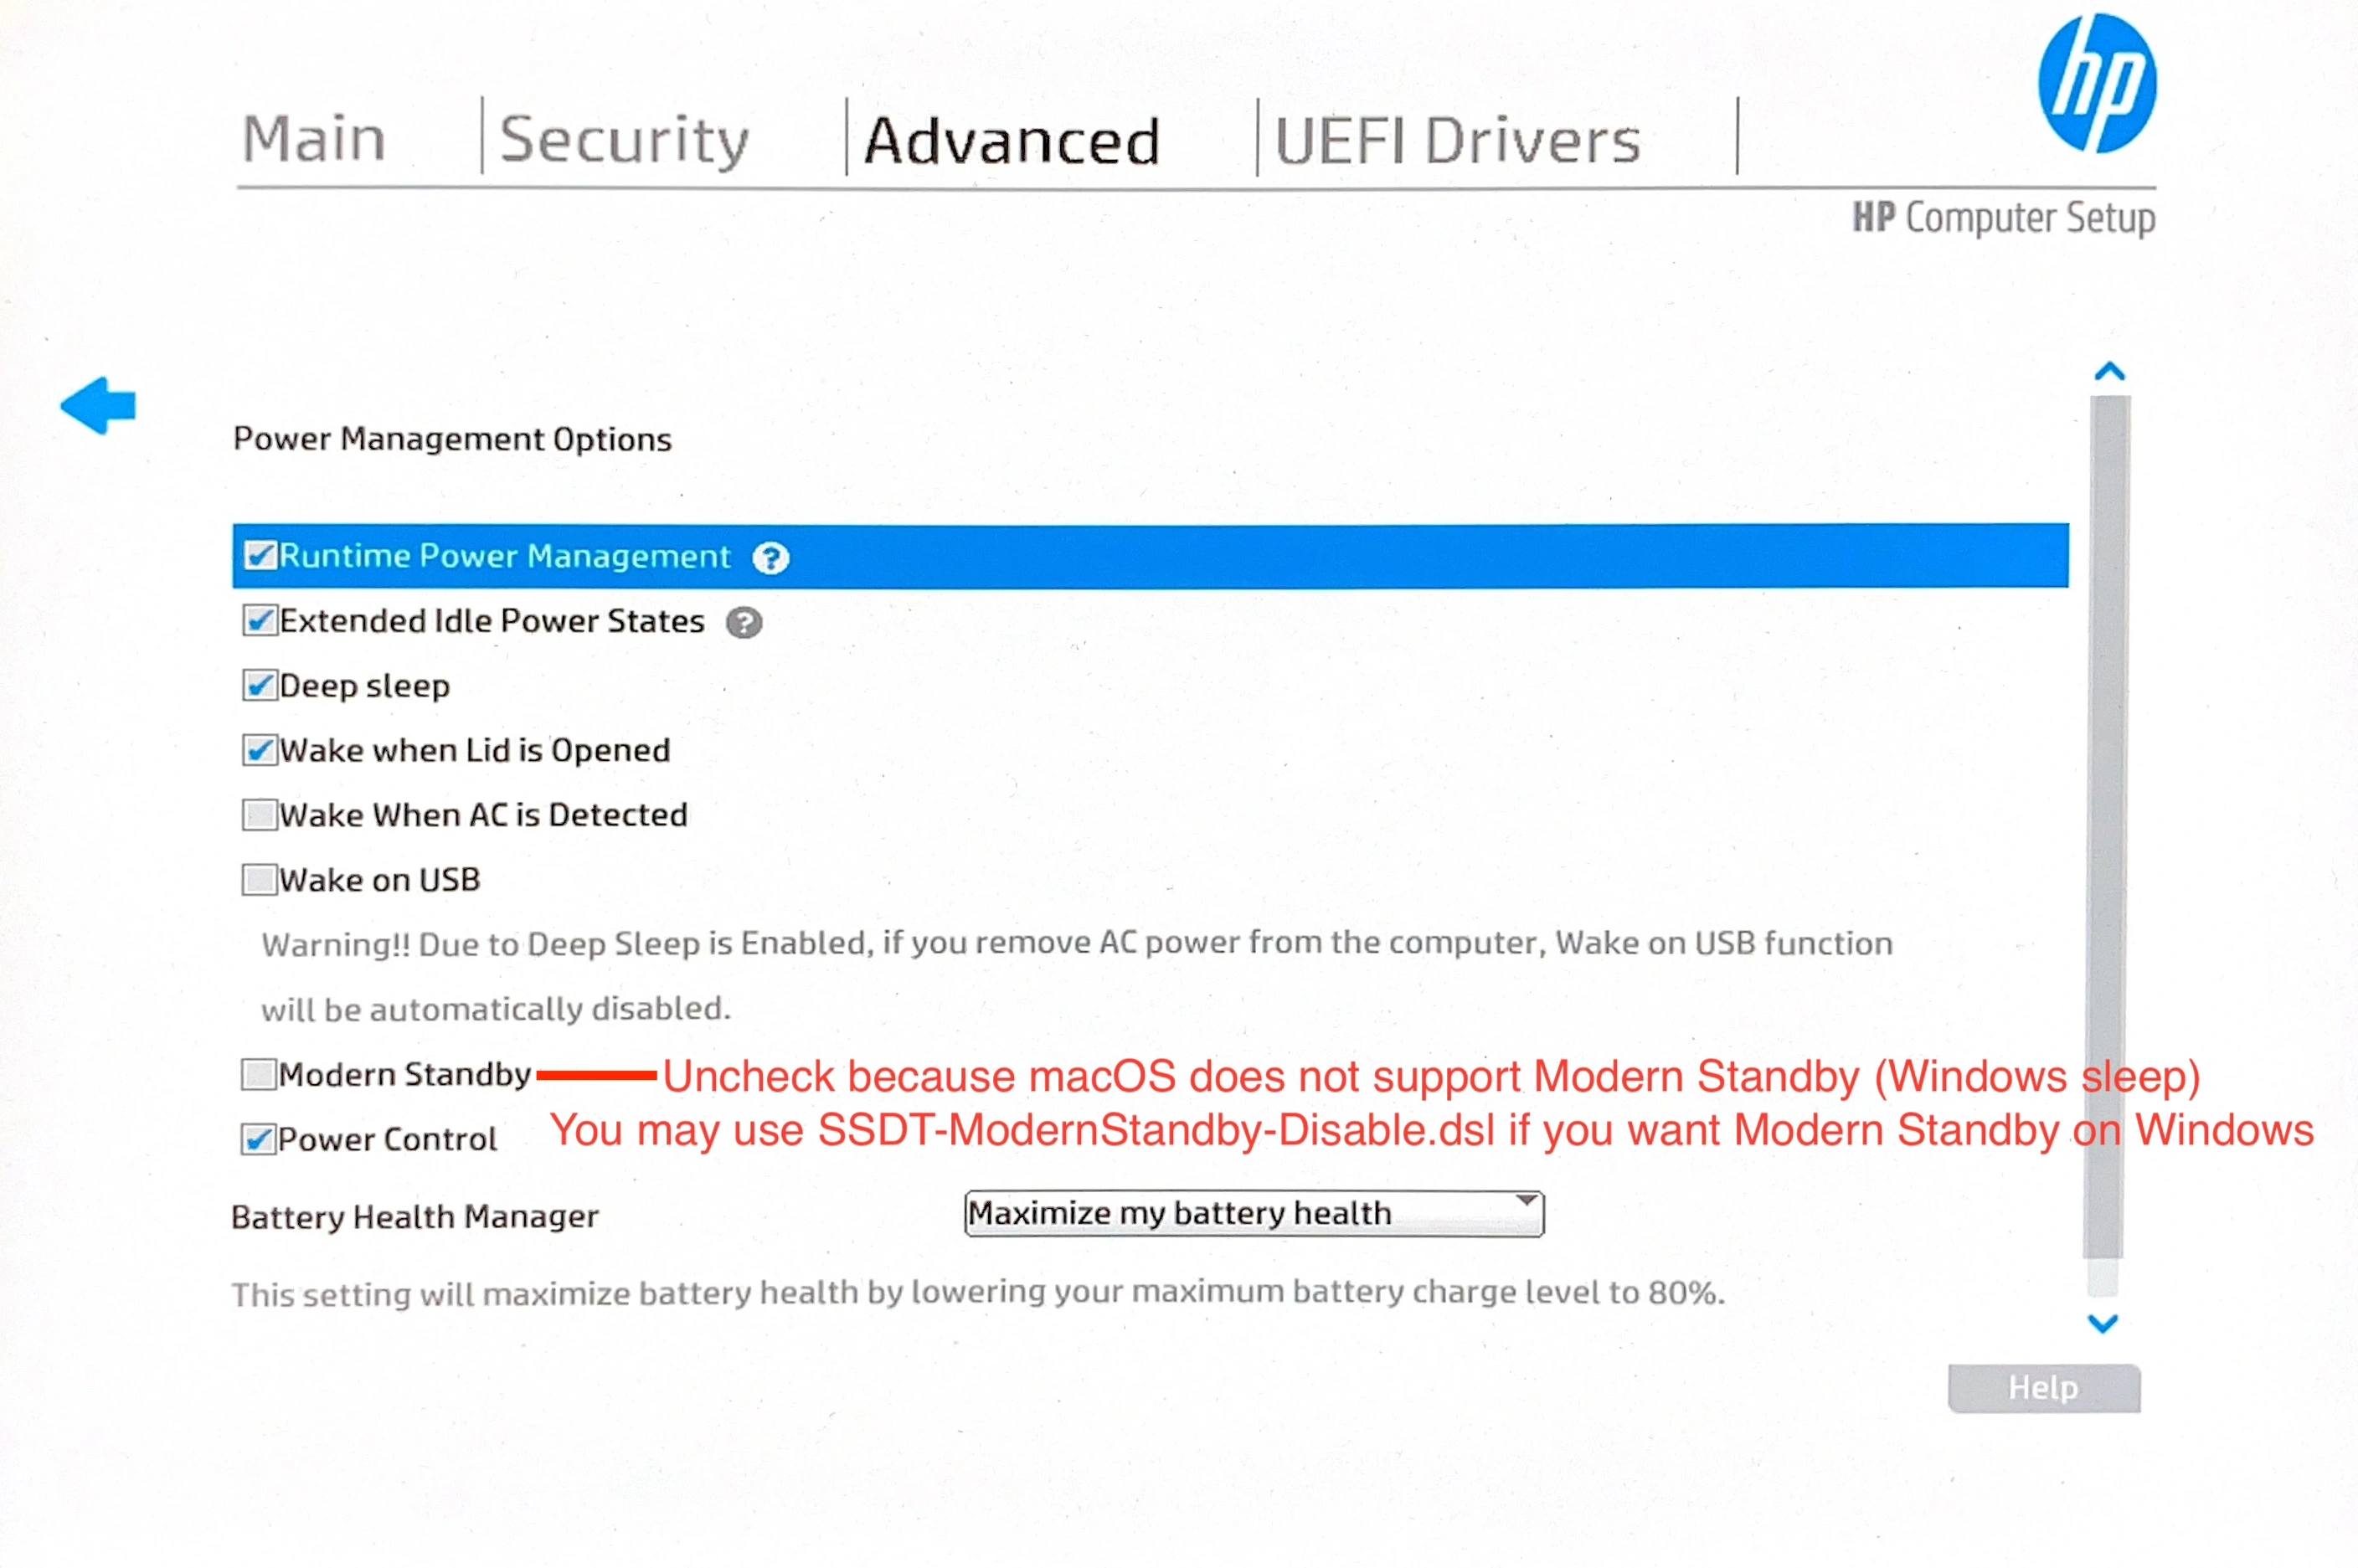 hp
Main
Security
Advanced
UEFI Drivers
HP Computer Setup
Power Management Options
Runtime Power Management ?
Extended Idle Power States ?
Deep sleep
Wake when Lid is Opened
Wake When AC is Detected
Wake on USB
Warning!! Due to Deep Sleep is Enabled, if you remove AC power from the computer, Wake on USB function
will be automatically disabled.
Modern Standby Uncheck because macOS does not support Modern Standby (Windows sleep)
You may use SSDT-ModernStandby-Disable.dsl if you want Modern Standby on Windows
Power Control
Battery Health Manager Maximize my battery health
This setting will maximize battery health by lowering your maximum battery charge level to 80%.
Help